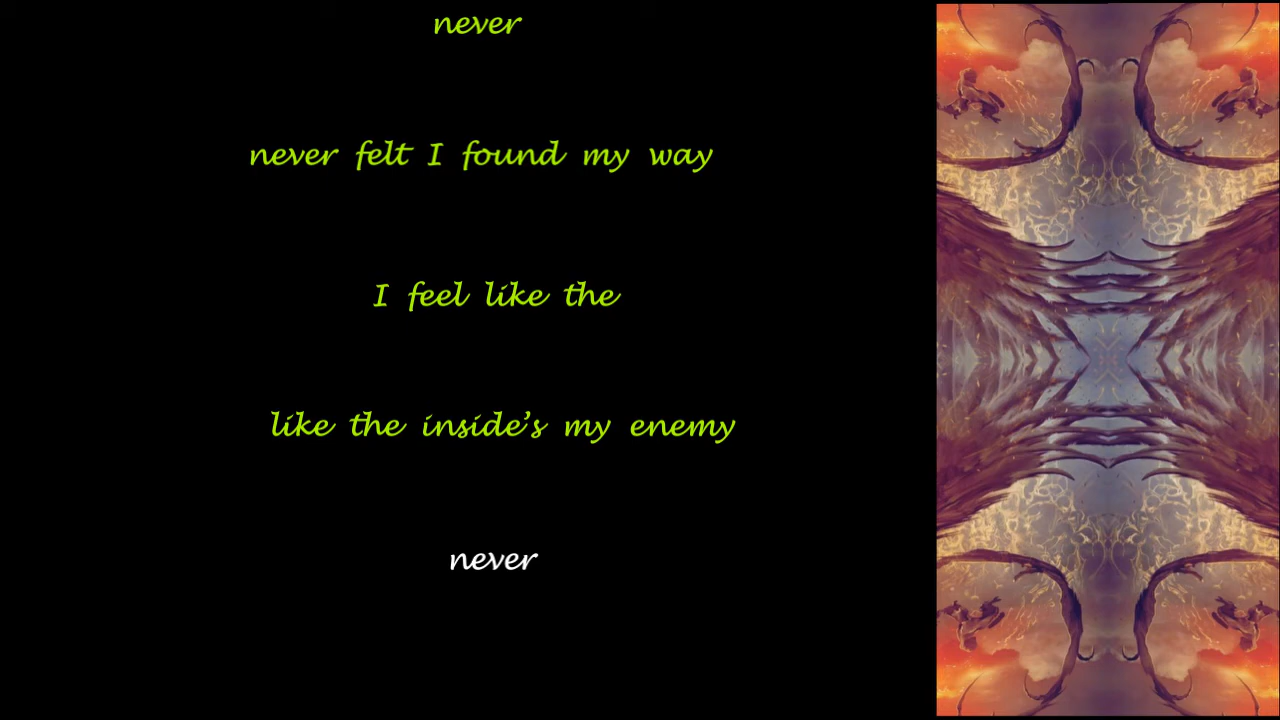 never
never felt I found my way
I feel like the
like the inside's my enemy
never